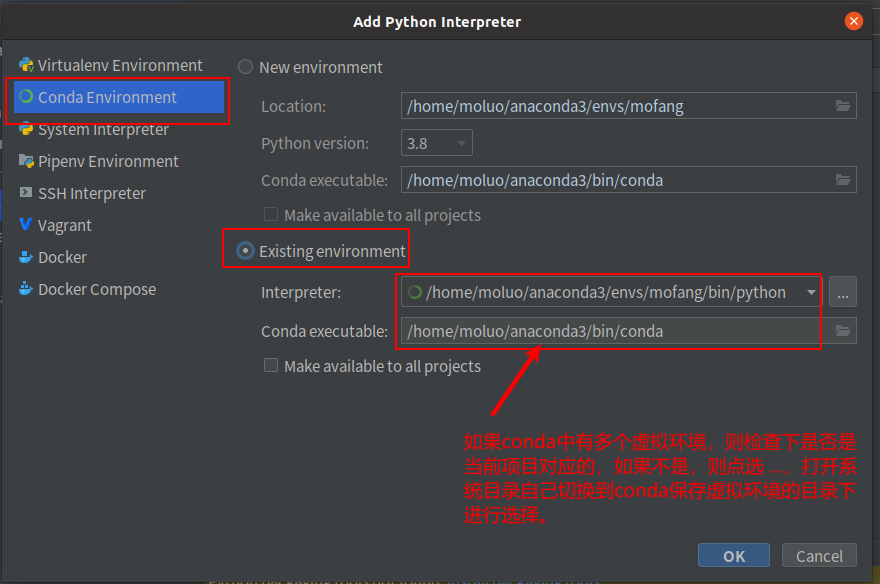 Add Python Interpreter
Virtualenv Environment
Conda Environment
System Interpreter
Pipenv Environment
SSH Interpreter
Vagrant
Docker
Docker Compose
New environment
Location: /home/moluo/anaconda3/envs/mofang
Python version: 3.8
Conda executable: /home/moluo/anaconda3/bin/conda
Make available to all projects
Existing environment
Interpreter: /home/moluo/anaconda3/envs/mofang/bin/python ...
Conda executable: /home/moluo/anaconda3/bin/conda
Make available to all projects
如果conda中有多个虚拟环境，则检查下是否是
当前项目对应的，如果不是，则点选 ...，打开系
统目录自己切换到conda保存虚拟环境的目录下
进行选择。
OK Cancel